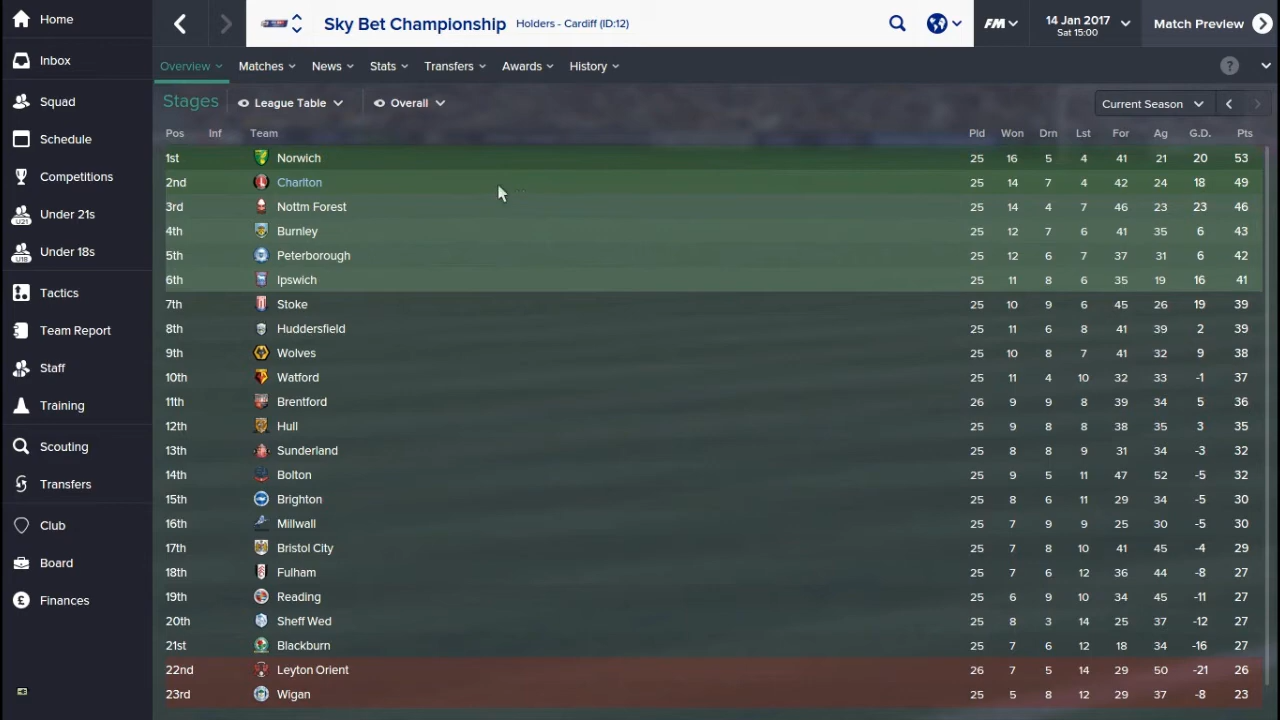 Home
Sky Bet Championship Holders - Cardiff (ID:12) FM 14 Jan 2017 Sat 15:00 Match Preview
Inbox
Overview Matches News Stats Transfers Awards History ?
Squad
Stages League Table Overall Current Season
Schedule
Competitions
U21 Under 21s
U18 Under 18s
Tactics
Team Report
Staff
Training
Scouting
Transfers
Club
Board
£ Finances
Pos Inf Team Pld Won Drn Lst For Ag G.D. Pts
1st Norwich 25 16 5 4 41 21 20 53
2nd Charlton 25 14 7 4 42 24 18 49
3rd Nottm Forest 25 14 4 7 46 23 23 46
4th Burnley 25 12 7 6 41 35 6 43
5th Peterborough 25 12 6 7 37 31 6 42
6th Ipswich 25 11 8 6 35 19 16 41
7th Stoke 25 10 9 6 45 26 19 39
8th Huddersfield 25 11 6 8 41 39 2 39
9th Wolves 25 10 8 7 41 32 9 38
10th Watford 25 11 4 10 32 33 -1 37
11th Brentford 26 9 9 8 39 34 5 36
12th Hull 25 9 8 8 38 35 3 35
13th Sunderland 25 8 8 9 31 34 -3 32
14th Bolton 25 9 5 11 47 52 -5 32
15th Brighton 25 8 6 11 29 34 -5 30
16th Millwall 25 7 9 9 25 30 -5 30
17th Bristol City 25 7 8 10 41 45 -4 29
18th Fulham 25 7 6 12 36 44 -8 27
19th Reading 25 6 9 10 34 45 -11 27
20th Sheff Wed 25 8 3 14 25 37 -12 27
21st Blackburn 25 7 6 12 18 34 -16 27
22nd Leyton Orient 26 7 5 14 29 50 -21 26
23rd Wigan 25 5 8 12 29 37 -8 23